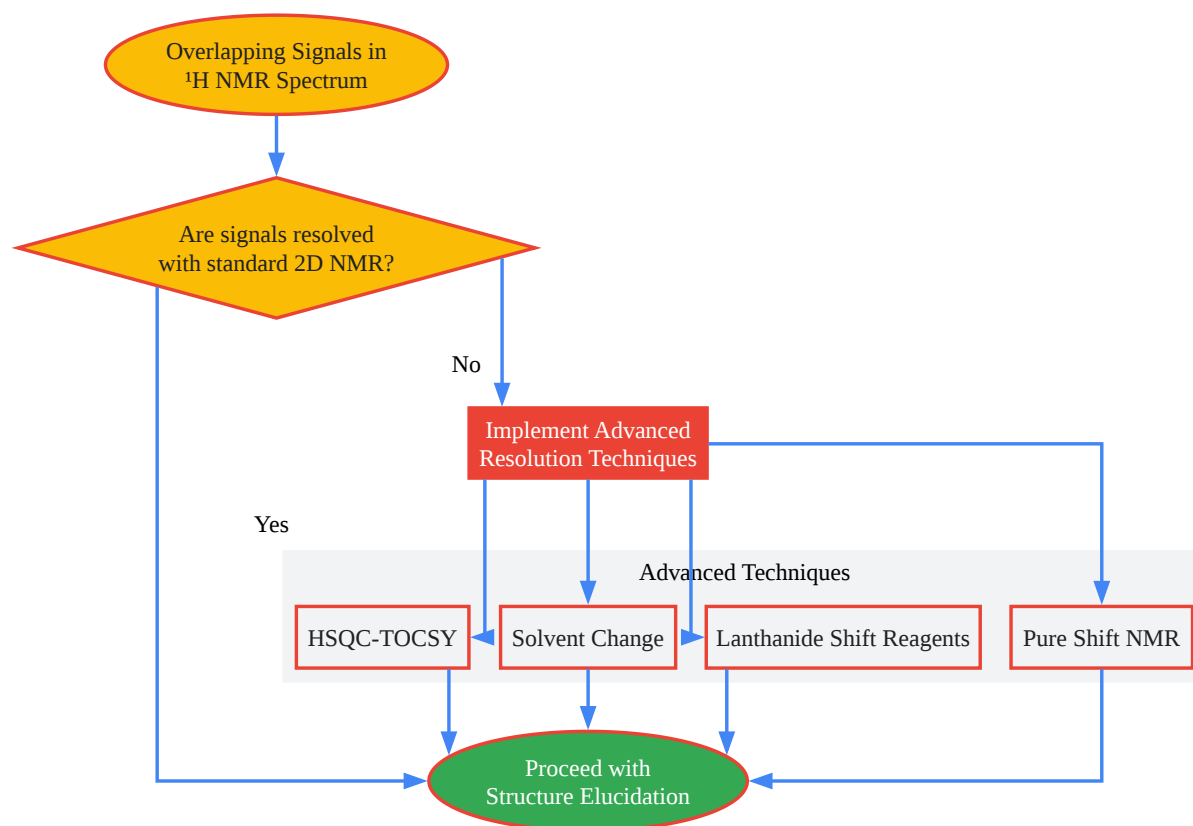 Overlapping Signals in
¹H NMR Spectrum
Are signals resolved
with standard 2D NMR?
No
Implement Advanced
Resolution Techniques
Yes
Advanced Techniques
HSQC-TOCSY
Solvent Change
Lanthanide Shift Reagents
Pure Shift NMR
Proceed with
Structure Elucidation